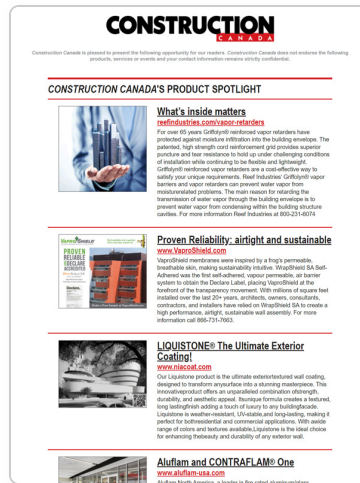 CONSTRUCTION
CANADA
Construction Canada is pleased to present the following opportunity for our readers. Construction Canada does not endorse the following
products, services or events and your contact information remains strictly confidential.
CONSTRUCTION CANADA'S PRODUCT SPOTLIGHT
What's inside matters
reefindustries.com/vapor-retarders
For over 65 years Griffolyn® reinforced vapor retarders have
protected against moisture infiltration into the building envelope. The
patented, high strength cord reinforcement grid provides superior
puncture and tear resistance to hold up under challenging conditions
of installation while continuing to be flexible and lightweight.
Griffolyn® reinforced vapor retarders are a cost-effective way to
satisfy your unique requirements. Reef Industries' Griffolyn® vapor
barriers and vapor retarders can prevent water from
moisturerelated problems. The main reason for retarding the
transmission of water vapor through the building envelope is to
prevent water vapor from condensing within the building structure
cavities. For more information Reef Industries at 800-231-6074
VAPROSHIELD
PROVEN
RELIABILITY
DECLARE
ACCREDITED
Proven Reliability: airtight and sustainable
www.VaproShield.com
VaproShield membranes were inspired by a frog's permeable,
breathable skin, making sustainability intuitive. WrapShield SA Self-
Adhered was the first self-adhered, vapour permeable, air barrier
system to obtain the Declare Label, placing VaproShield at the
forefront of the transparency movement. With millions of square feet
installed over the last 20+ years, architects, owners, consultants,
contractors, and installers have relied on WrapShield SA to create a
high performance, airtight, sustainable wall assembly. For more
information call 866-731-7663.
LIQUISTONE® The Ultimate Exterior
Coating!
www.niacoat.com
Our Liquistone product is the ultimate exteriortextured wall coating,
designed to transform anysurface into a stunning masterpiece. This
innovativeproduct offers an unparalleled combination ofstrength,
durability, and aesthetic appeal. Itsunique formula creates a textured,
long lastingfinish adding a touch of luxury to any buildingfacade.
Liquistone is weather-resistant, UV-stable,and long-lasting, making it
perfect for bothresidential and commercial applications. With awide
range of colors and textures available,Liquistone is the ideal choice
for enhancing thebeauty and durability of any exterior wall.
Aluflam and CONTRAFLAM® One
www.aluflam-usa.com